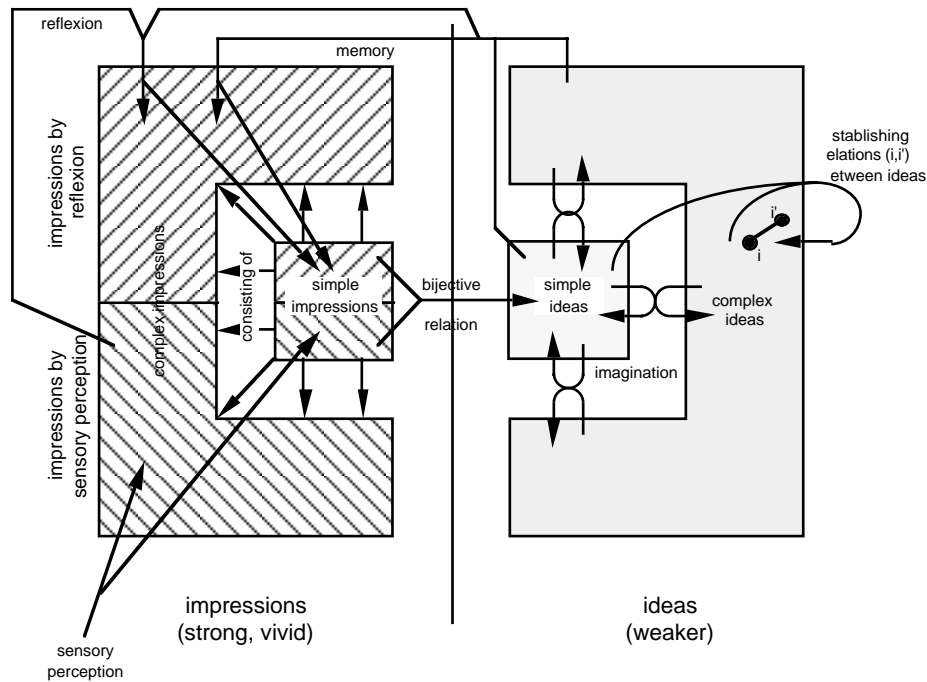 reflexion
memory
impressions by
reflexion
complex impressions
consisting of
simple
impressions
bijective
relation
simple
ideas
complex
ideas
imagination
stablishing
elations (i,i')
etween ideas
i'
i
impressions by
sensory perception
impressions
(strong, vivid)
ideas
(weaker)
sensory
perception